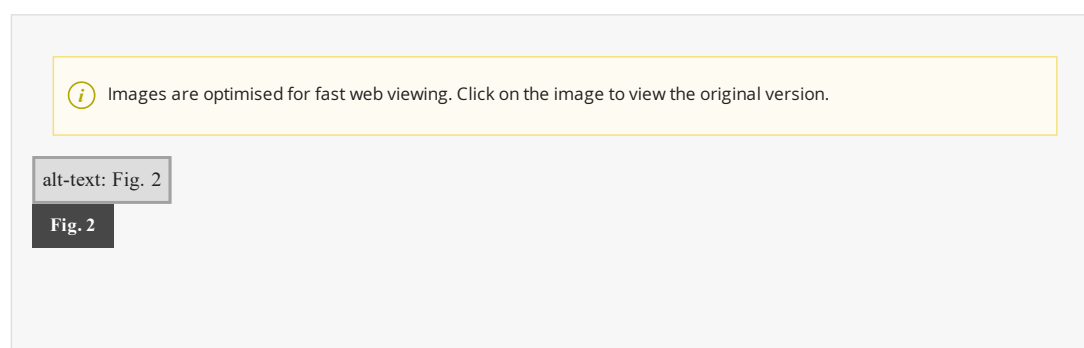 i Images are optimised for fast web viewing. Click on the image to view the original version.
alt-text: Fig. 2
Fig. 2